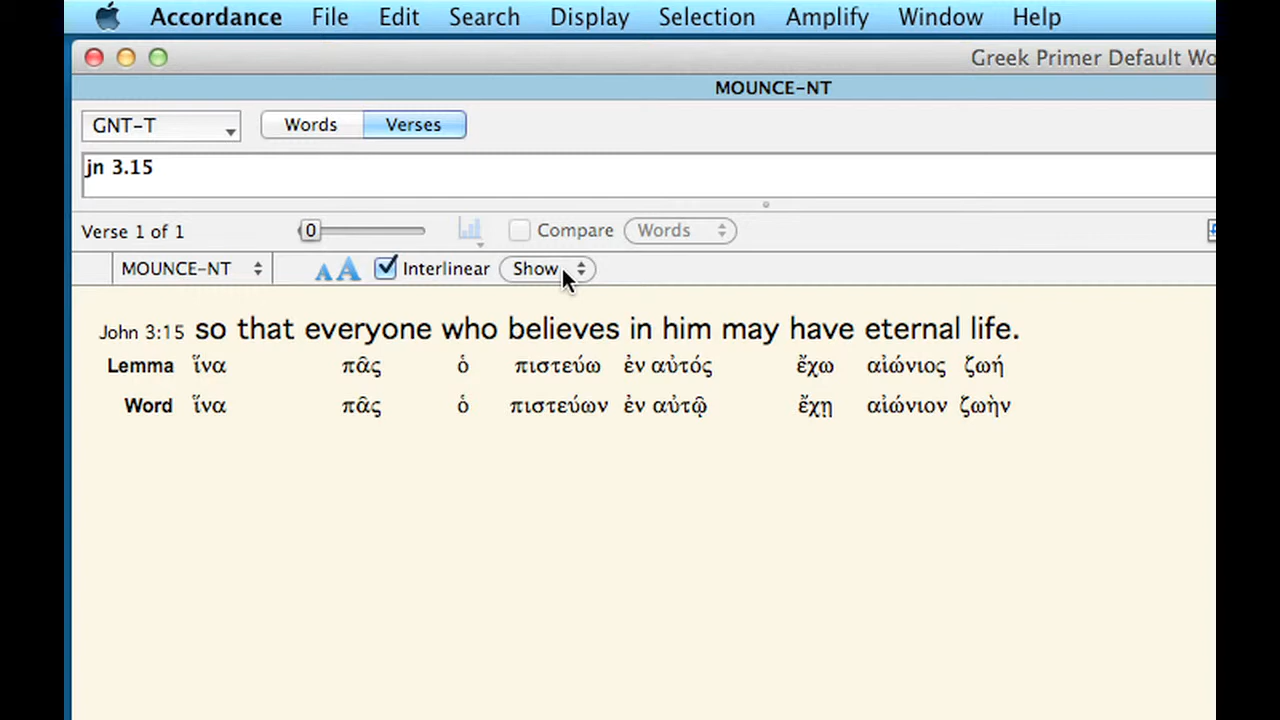 Accordance File Edit Search Display Selection Amplify Window Help
Greek Primer Default Wo
MOUNCE-NT
GNT-T Words Verses
jn 3.15
Verse 1 of 1 0 Compare Words
MOUNCE-NT AA Interlinear Show
John 3:15 so that everyone who believes in him may have eternal life.
Lemma ἵνα πᾶς ὁ πιστεύω ἐν αὐτός ἔχω αἰώνιος ζωή
Word ἵνα πᾶς ὁ πιστεύων ἐν αὐτῷ ἔχῃ αἰώνιον ζωὴν